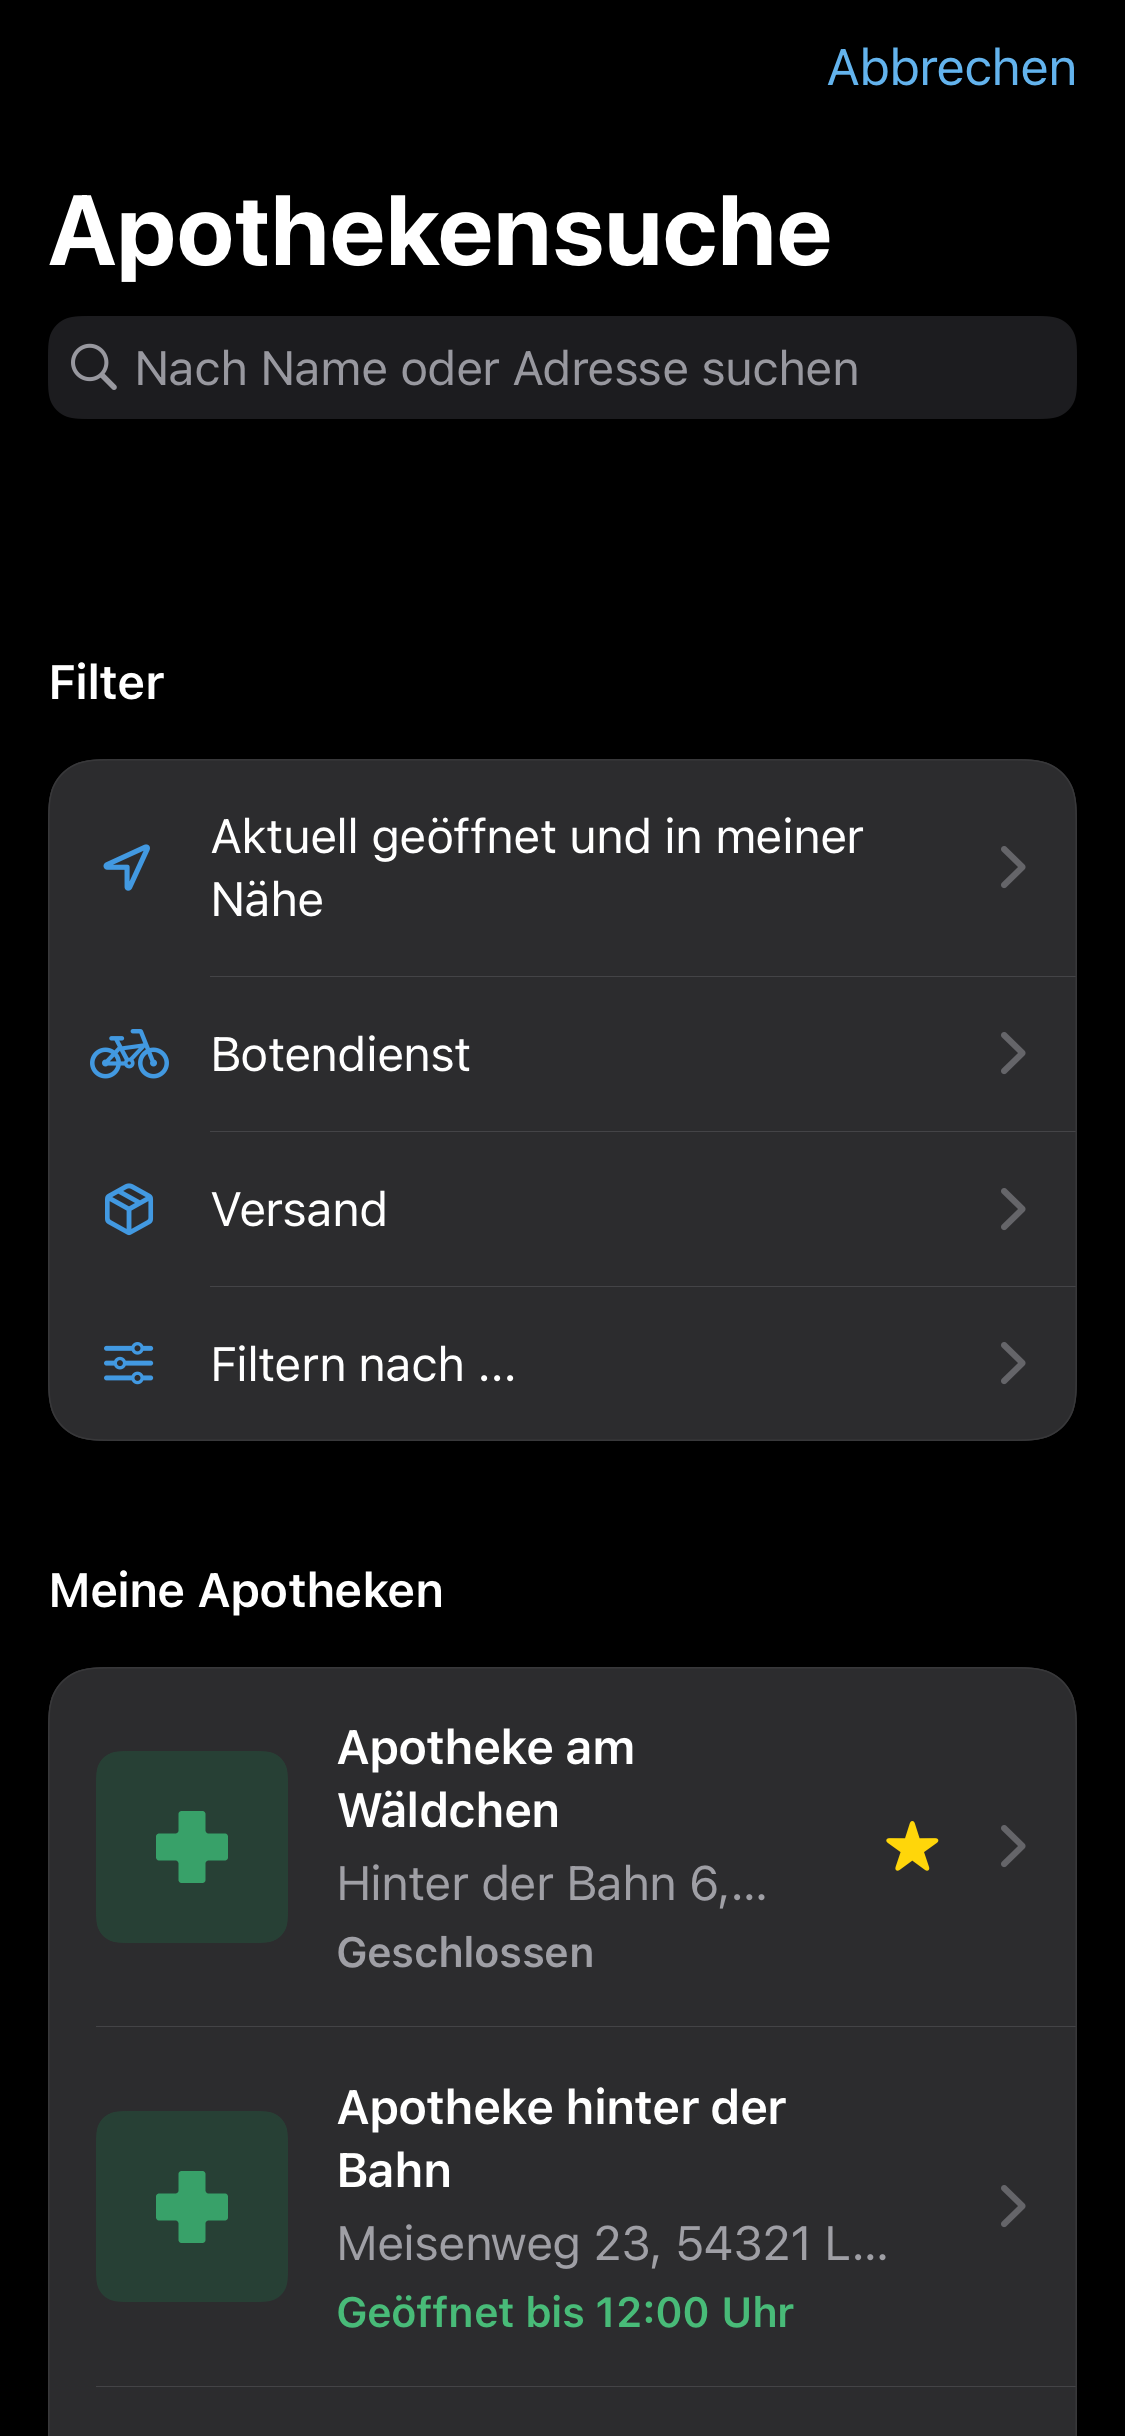 Abbrechen
Apothekensuche
Nach Name oder Adresse suchen
Filter
Aktuell geöffnet und in meiner
Nähe
Botendienst
Versand
Filtern nach ...
Meine Apotheken
Apotheke am
Wäldchen
Hinter der Bahn 6,...
Geschlossen
Apotheke hinter der
Bahn
Meisenweg 23, 54321 L...
Geöffnet bis 12:00 Uhr